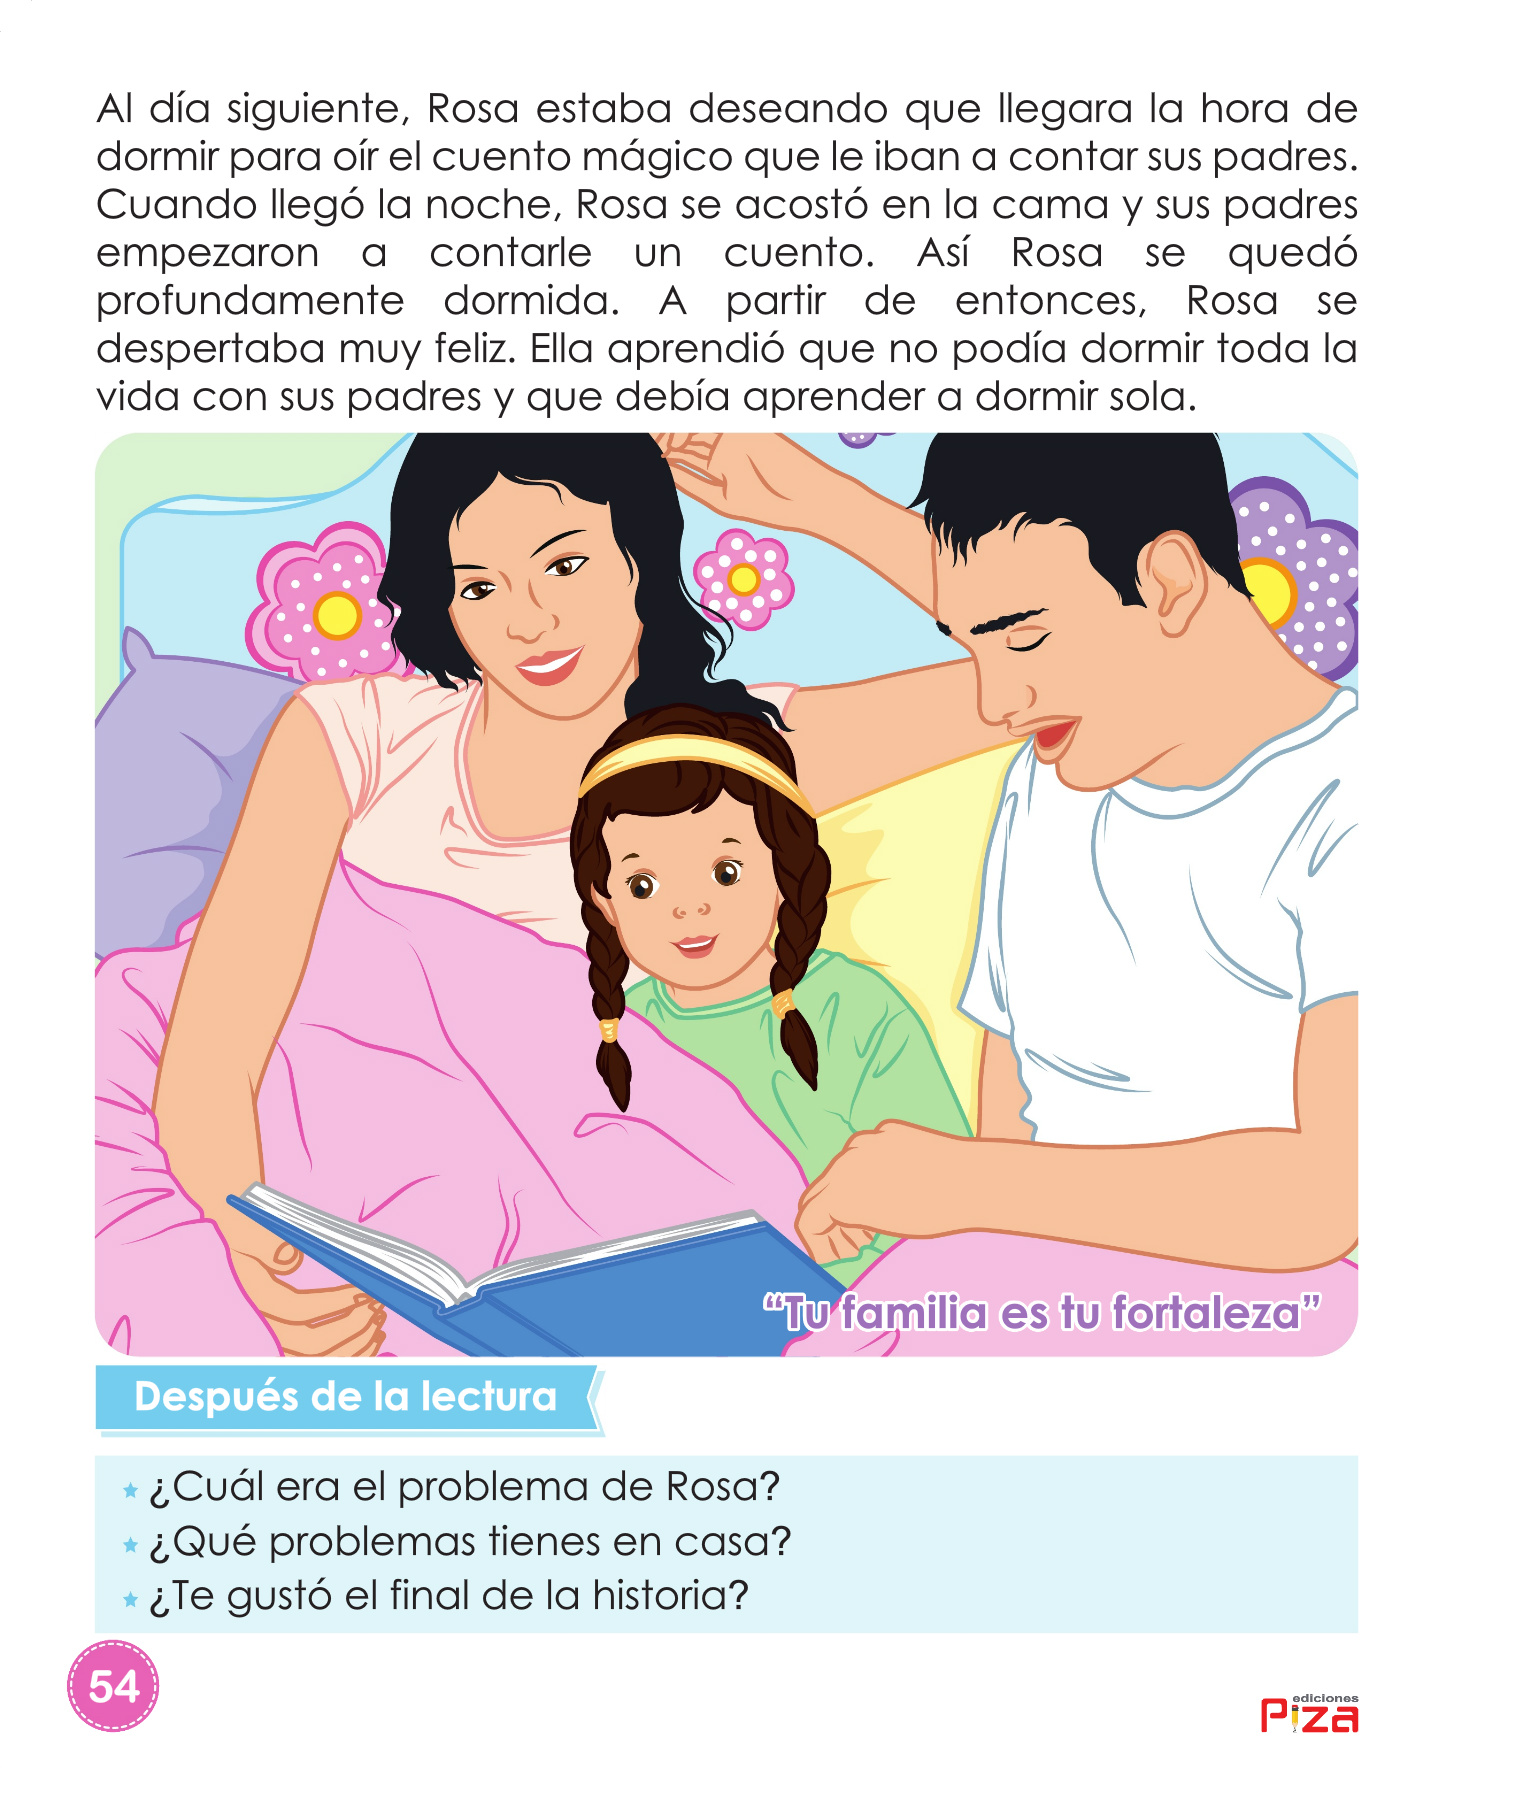 Al día siguiente, Rosa estaba deseando que llegara la hora de
dormir para oír el cuento mágico que le iban a contar sus padres.
Cuando llegó la noche, Rosa se acostó en la cama y sus padres
empezaron a contarle un cuento. Así Rosa se quedó
profundamente dormida. A partir de entonces, Rosa se
despertaba muy feliz. Ella aprendió que no podía dormir toda la
vida con sus padres y que debía aprender a dormir sola.
“Tu familia es tu fortaleza”
Después de la lectura
¿Cuál era el problema de Rosa?
¿Qué problemas tienes en casa?
¿Te gustó el final de la historia?
54
ediciones
Piza